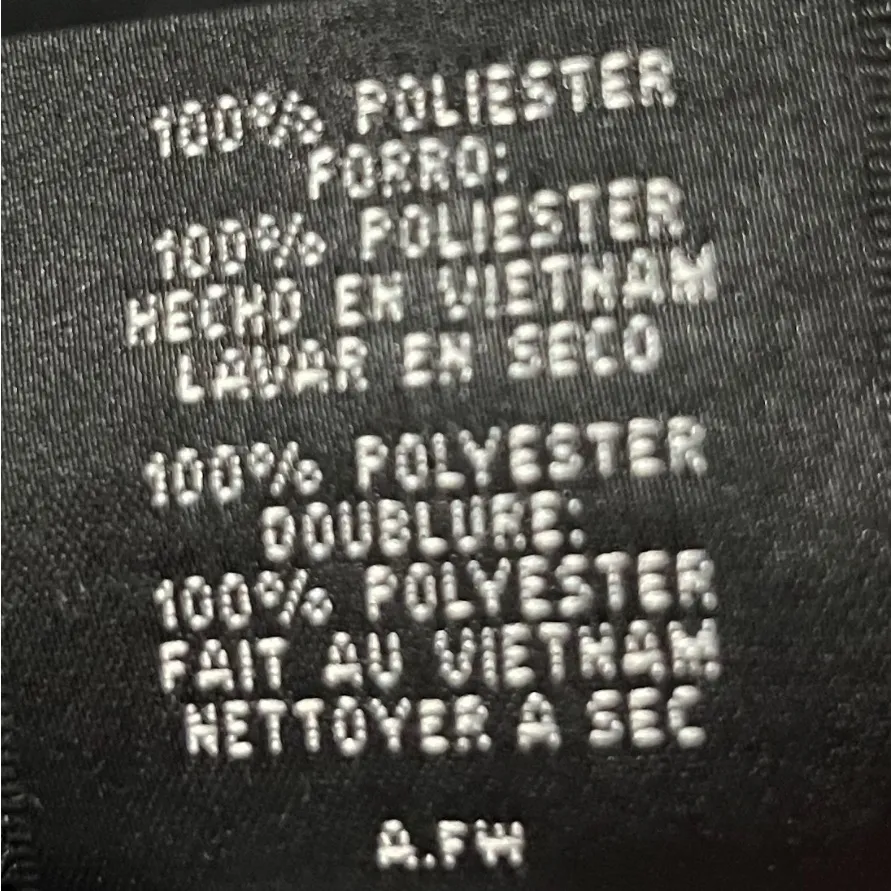 100% POLIESTER
FORRO:
100% POLIESTER
HECHO EN VIETNAM
LAVAR EN SECO
100% POLYESTER
DOUBLURE:
100% POLYESTER
FAIT AU VIETNAM
NETTOYER A SEC
A.FW